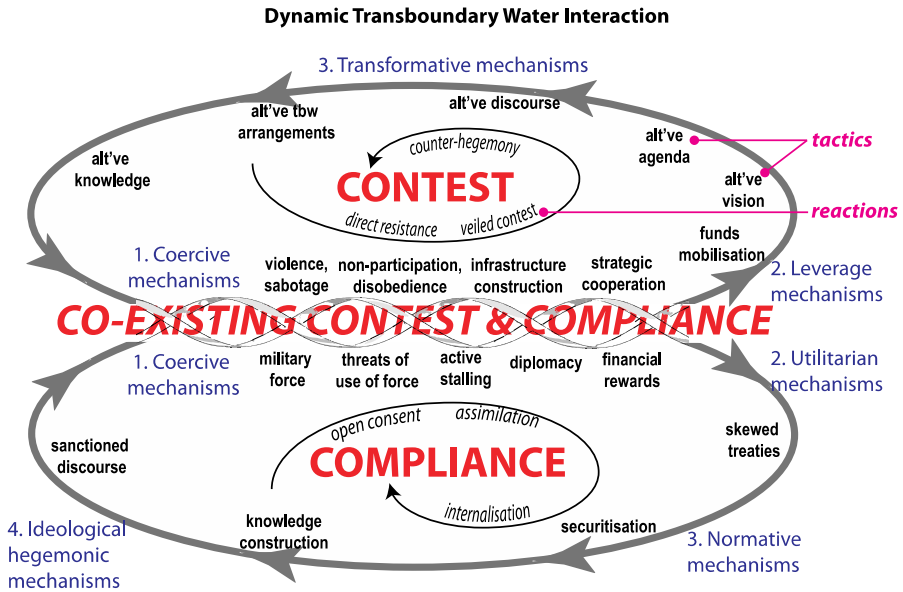 Dynamic Transboundary Water Interaction
3. Transformative mechanisms
alt've tbw
arrangements
alt've discourse
alt've
agenda
tactics
alt've
knowledge
counter-hegemony
CONTEST
alt've
vision
direct resistance
veiled contest
reactions
funds
mobilisation
1. Coercive
mechanisms
violence,
sabotage
non-participation,
disobedience
infrastructure
construction
strategic
cooperation
2. Leverage
mechanisms
CO-EXISTING CONTEST & COMPLIANCE
1. Coercive
mechanisms
military
force
threats of
use of force
active
stalling
diplomacy
financial
rewards
2. Utilitarian
mechanisms
open consent
assimilation
COMPLIANCE
internalisation
sanctioned
discourse
skewed
treaties
knowledge
construction
securitisation
4. Ideological
hegemonic
mechanisms
3. Normative
mechanisms